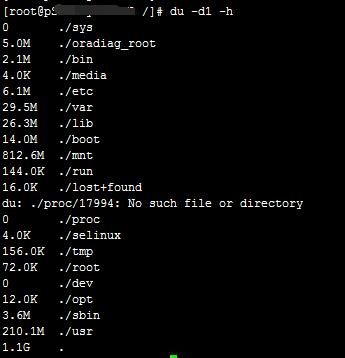 [root@p /]# du -d1 -h
0 ./sys
5.0M ./oradiag_root
2.1M ./bin
4.0K ./media
6.1M ./etc
29.5M ./var
26.3M ./lib
14.0M ./boot
812.6M ./mnt
144.0K ./run
16.0K ./lost+found
du: ./proc/17994: No such file or directory
0 ./proc
4.0K ./selinux
156.0K ./tmp
72.0K ./root
0 ./dev
12.0K ./opt
3.6M ./sbin
210.1M ./usr
1.1G .